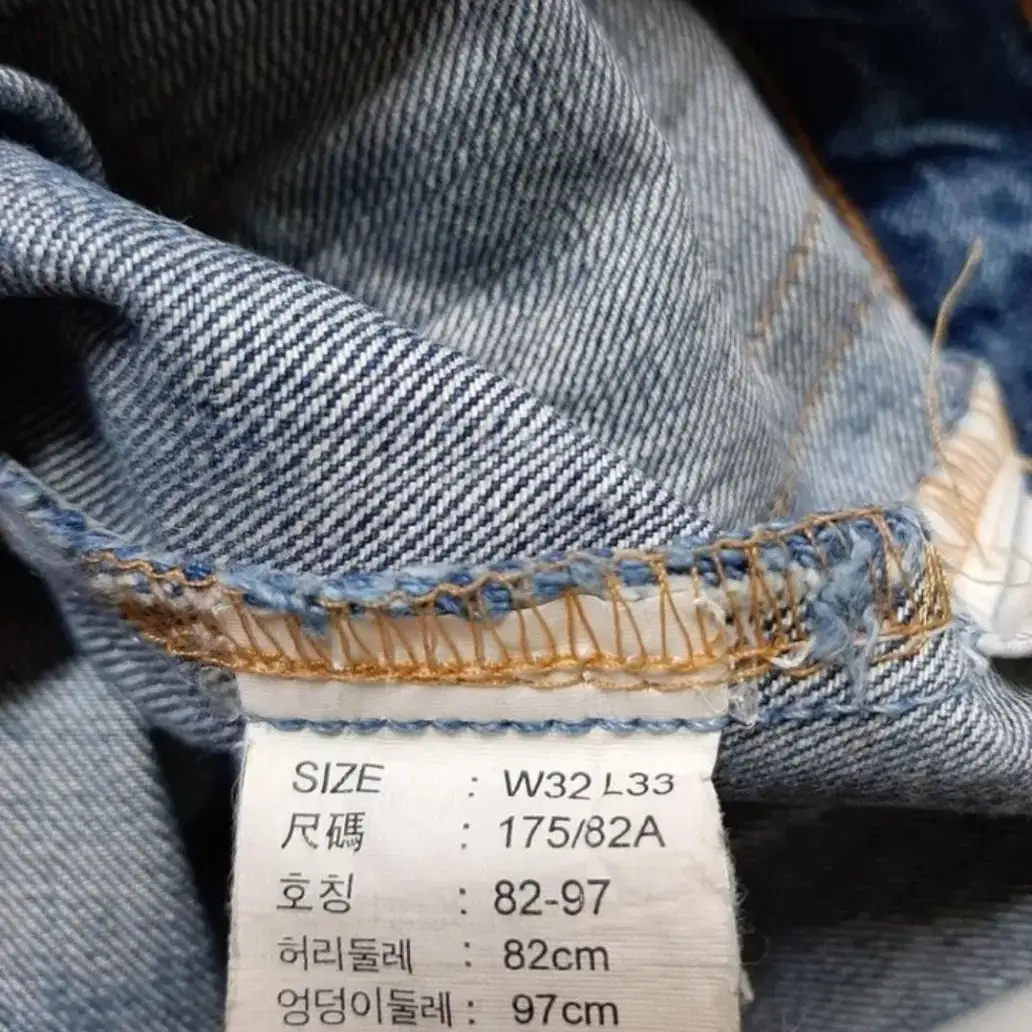 SIZE : W32 L33
尺碼 : 175/82A
호칭 : 82-97
허리둘레 : 82cm
엉덩이둘레 : 97cm